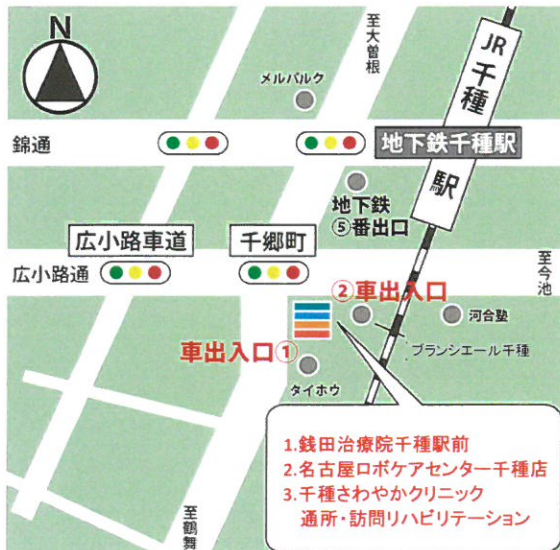 N
至大曽根
JR千種駅
メルパルク
錦通
地下鉄千種駅
地下鉄
⑤番出口
広小路車道
千郷町
広小路通
至今池
②車出入口
河合塾
車出入口①
ブランシエール千種
タイホウ
1.銭田治療院千種駅前
2.名古屋ロボケアセンター千種店
3.千種さわやかクリニック
通所・訪問リハビリテーション
至鶴舞